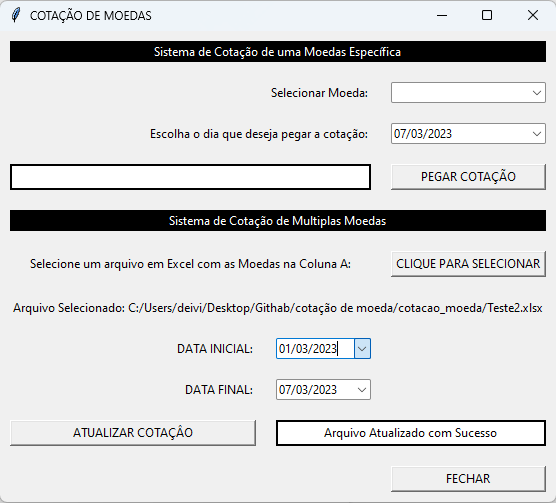 COTAÇÃO DE MOEDAS
Sistema de Cotação de uma Moedas Específica
Selecionar Moeda:
Escolha o dia que deseja pegar a cotação: 07/03/2023
PEGAR COTAÇÃO
Sistema de Cotação de Multiplas Moedas
Selecione um arquivo em Excel com as Moedas na Coluna A: CLIQUE PARA SELECIONAR
Arquivo Selecionado: C:/Users/deivi/Desktop/Githab/cotação de moeda/cotacao_moeda/Teste2.xlsx
DATA INICIAL: 01/03/2023
DATA FINAL: 07/03/2023
ATUALIZAR COTAÇÂO Arquivo Atualizado com Sucesso
FECHAR